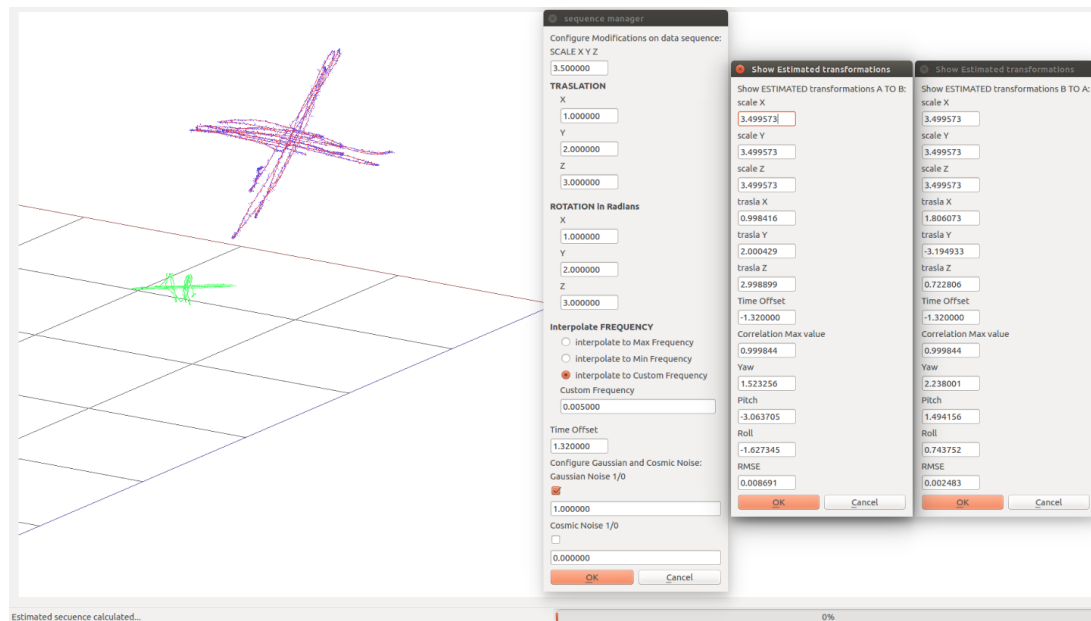 sequence manager
Configure Modifications on data sequence:
SCALE X Y Z
3.500000
TRASLATION
X
1.000000
Y
2.000000
Z
3.000000
ROTATION in Radians
X
1.000000
Y
2.000000
Z
3.000000
Interpolate FREQUENCY
interpolate to Max Frequency
interpolate to Min Frequency
interpolate to Custom Frequency
Custom Frequency
0.005000
Time Offset
1.320000
Configure Gaussian and Cosmic Noise:
Gaussian Noise 1/0
1.000000
Cosmic Noise 1/0
0.000000
OK Cancel
Show Estimated transformations
Show ESTIMATED transformations A TO B:
scale X
3.499573
scale Y
3.499573
scale Z
3.499573
trasla X
0.998416
trasla Y
2.000429
trasla Z
2.998899
Time Offset
-1.320000
Correlation Max value
0.999844
Yaw
1.523256
Pitch
-3.063705
Roll
-1.627345
RMSE
0.008691
OK Cancel
Show Estimated transformations
Show ESTIMATED transformations B TO A:
scale X
3.499573
scale Y
3.499573
scale Z
3.499573
trasla X
1.806073
trasla Y
-3.194933
trasla Z
0.722806
Time Offset
-1.320000
Correlation Max value
0.999844
Yaw
2.238001
Pitch
1.494156
Roll
0.743752
RMSE
0.002483
OK Cancel
Estimated secuence calculated...
0%